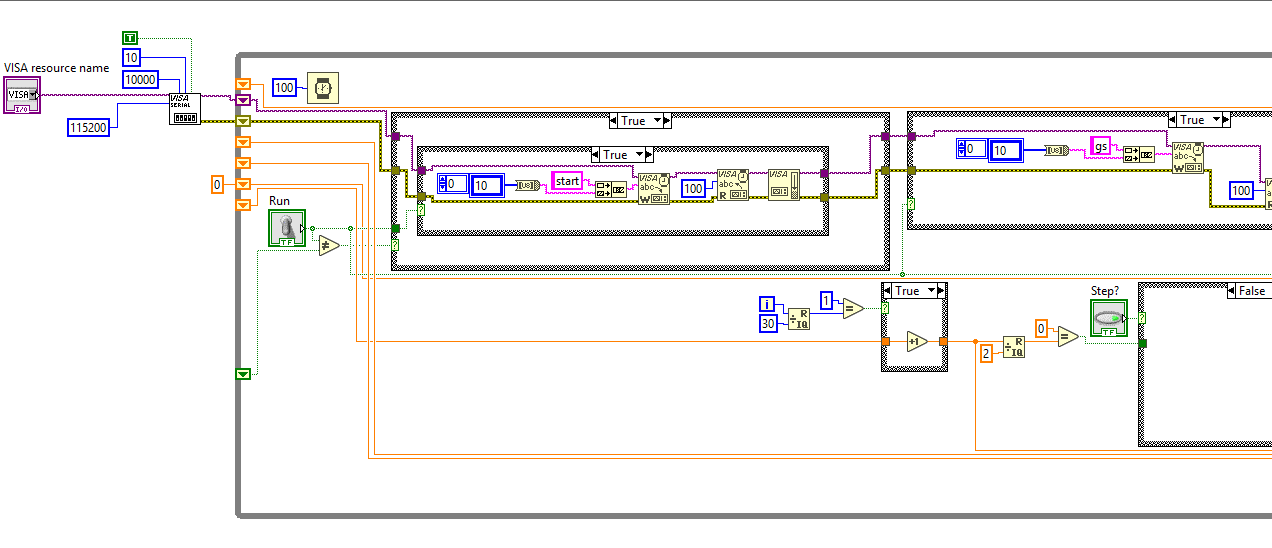 T
10
VISA resource name
10000
VISA
I/O
VISA
SERIAL
115200
100
True
True
True
0
10
[U8]
start
VISA
abc
W
100
VISA
abc
R
VISA
0
10
[U8]
gs
VISA
abc
W
100
0
Run
TF
≠
i
30
R
IQ
1
=
True
+1
2
R
IQ
0
=
Step?
TF
False
?
?
?
?
?